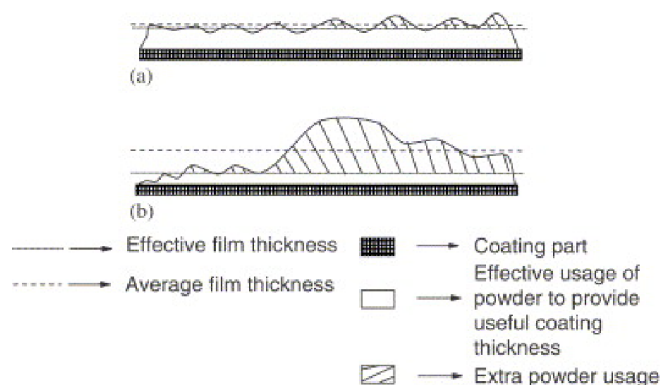 (a)
(b)
Effective film thickness
Average film thickness
Coating part
Effective usage of
powder to provide
useful coating
thickness
Extra powder usage